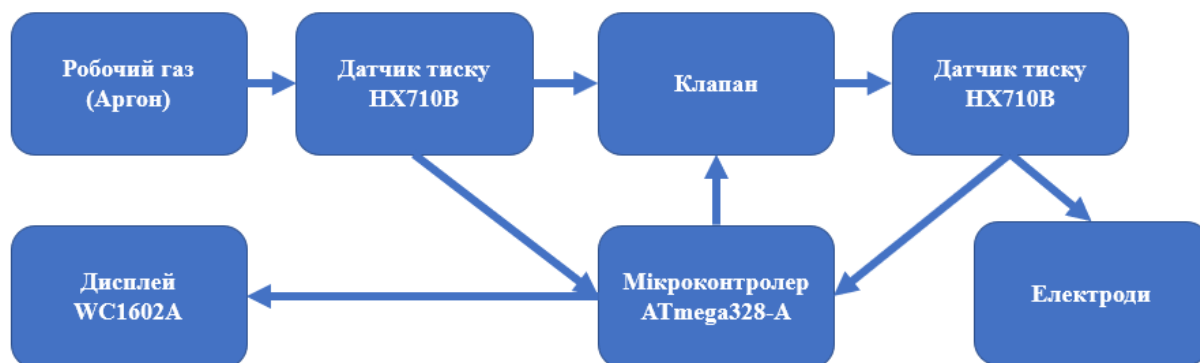 Робочий газ
(Аргон)
Датчик тиску
HX710B
Клапан
Датчик тиску
HX710B
Дисплей
WC1602A
Мікроконтролер
ATmega328-A
Електроди